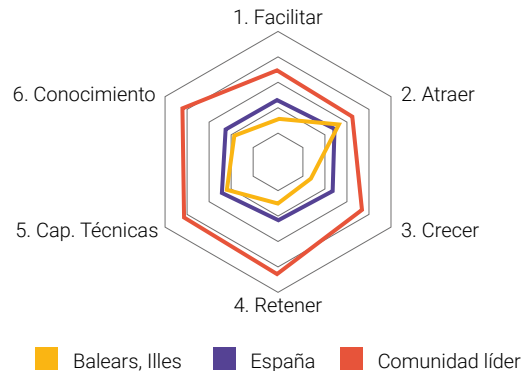 1. Facilitar
6. Conocimiento
2. Atraer
5. Cap. Técnicas
3. Crecer
4. Retener
Balears, Illes
España
Comunidad líder